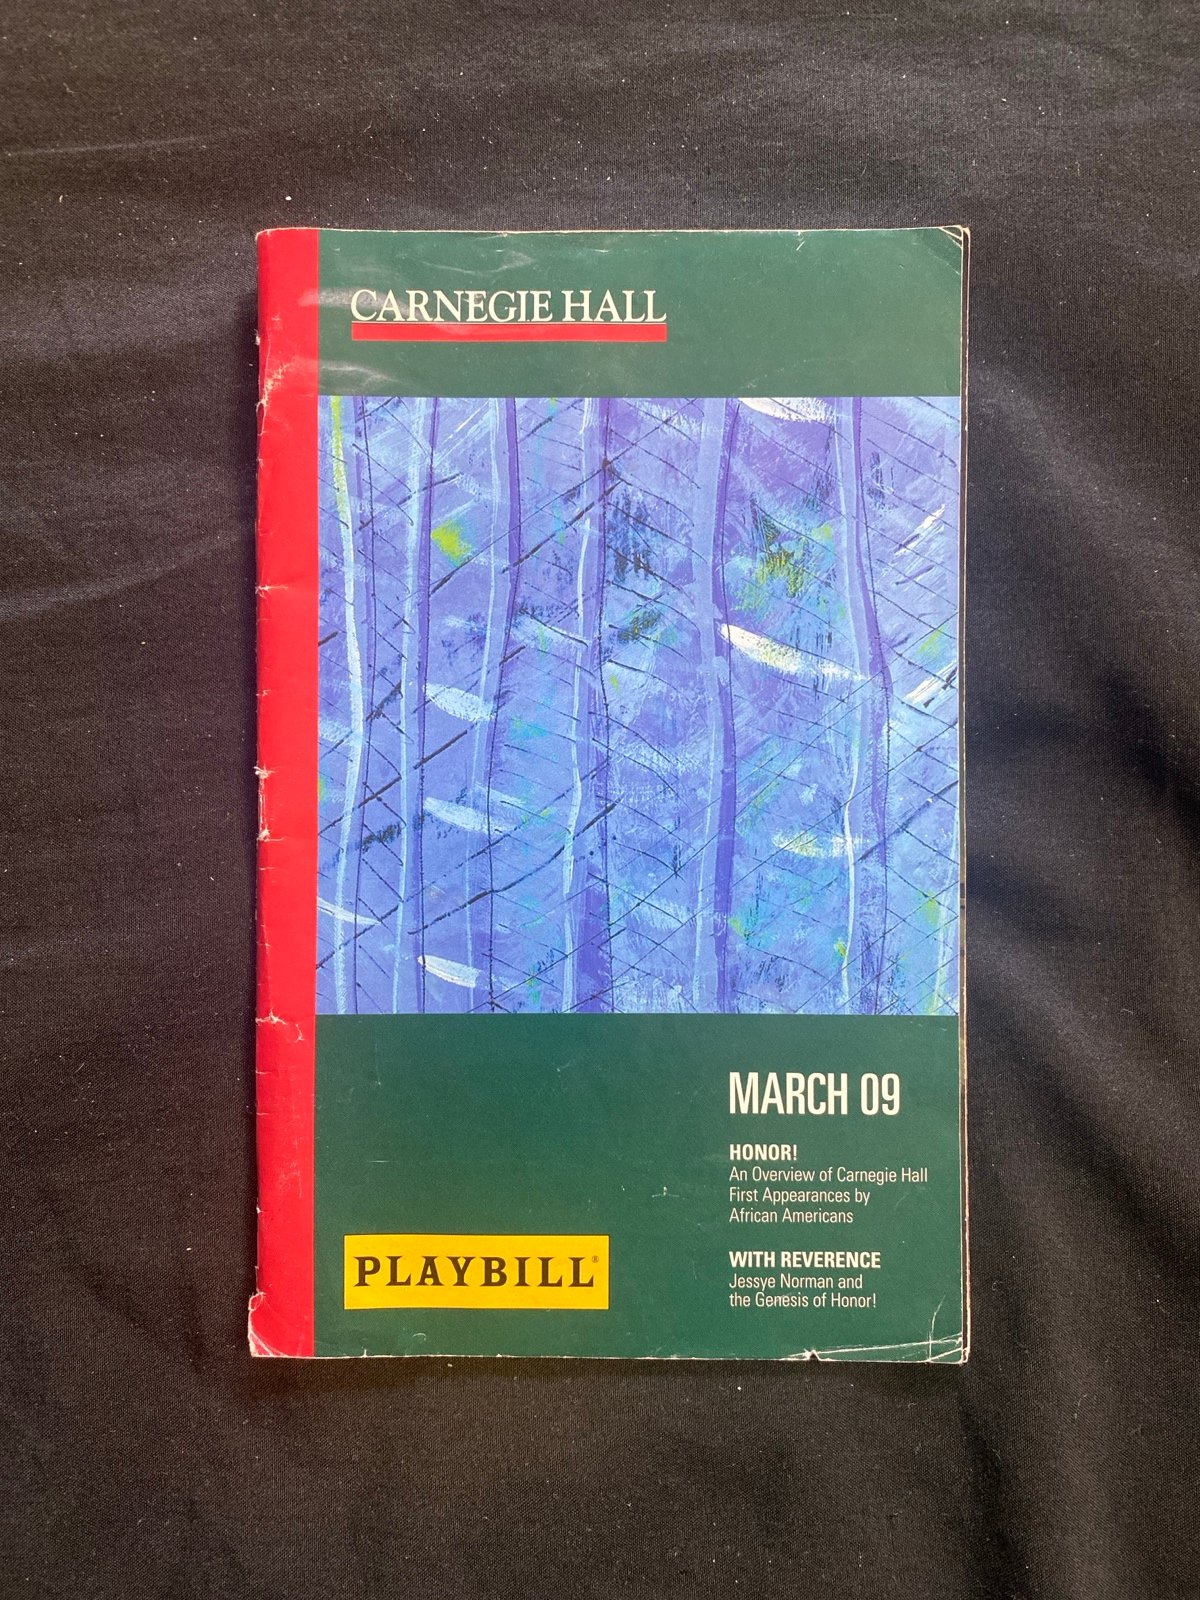 CARNEGIE HALL
MARCH 09
HONOR!
An Overview of Carnegie Hall
First Appearances by
African Americans
WITH REVERENCE
Jessye Norman and
the Genesis of Honor!
PLAYBILL®